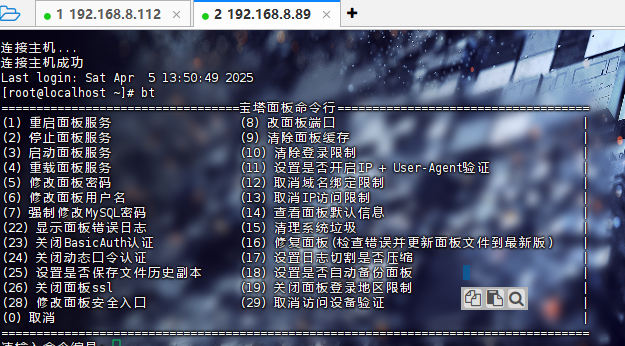 1 192.168.8.112 × 2 192.168.8.89 × +
连接主机...
连接主机成功
Last login: Sat Apr  5 13:50:49 2025
[root@localhost ~]# bt
===============================宝塔面板命令行==================================
(1) 重启面板服务 (8) 改面板端口 |
(2) 停止面板服务 (9) 清除面板缓存 |
(3) 启动面板服务 (10) 清除登录限制 |
(4) 重载面板服务 (11) 设置是否开启IP + User-Agent验证 |
(5) 修改面板密码 (12) 取消域名绑定限制 |
(6) 修改面板用户名 (13) 取消IP访问限制 |
(7) 强制修改MySQL密码 (14) 查看面板默认信息 |
(22) 显示面板错误日志 (15) 清理系统垃圾 |
(23) 关闭BasicAuth认证 (16) 修复面板(检查错误并更新面板文件到最新版) |
(24) 关闭动态口令认证 (17) 设置日志切割是否压缩 |
(25) 设置是否保存文件历史副本 (18) 设置是否自动备份面板 |
(26) 关闭面板ssl (19) 关闭面板登录地区限制 |
(28) 修改面板安全入口 (29) 取消访问设备验证 |
(0) 取消 |
===============================================================================
请输入命令编号: